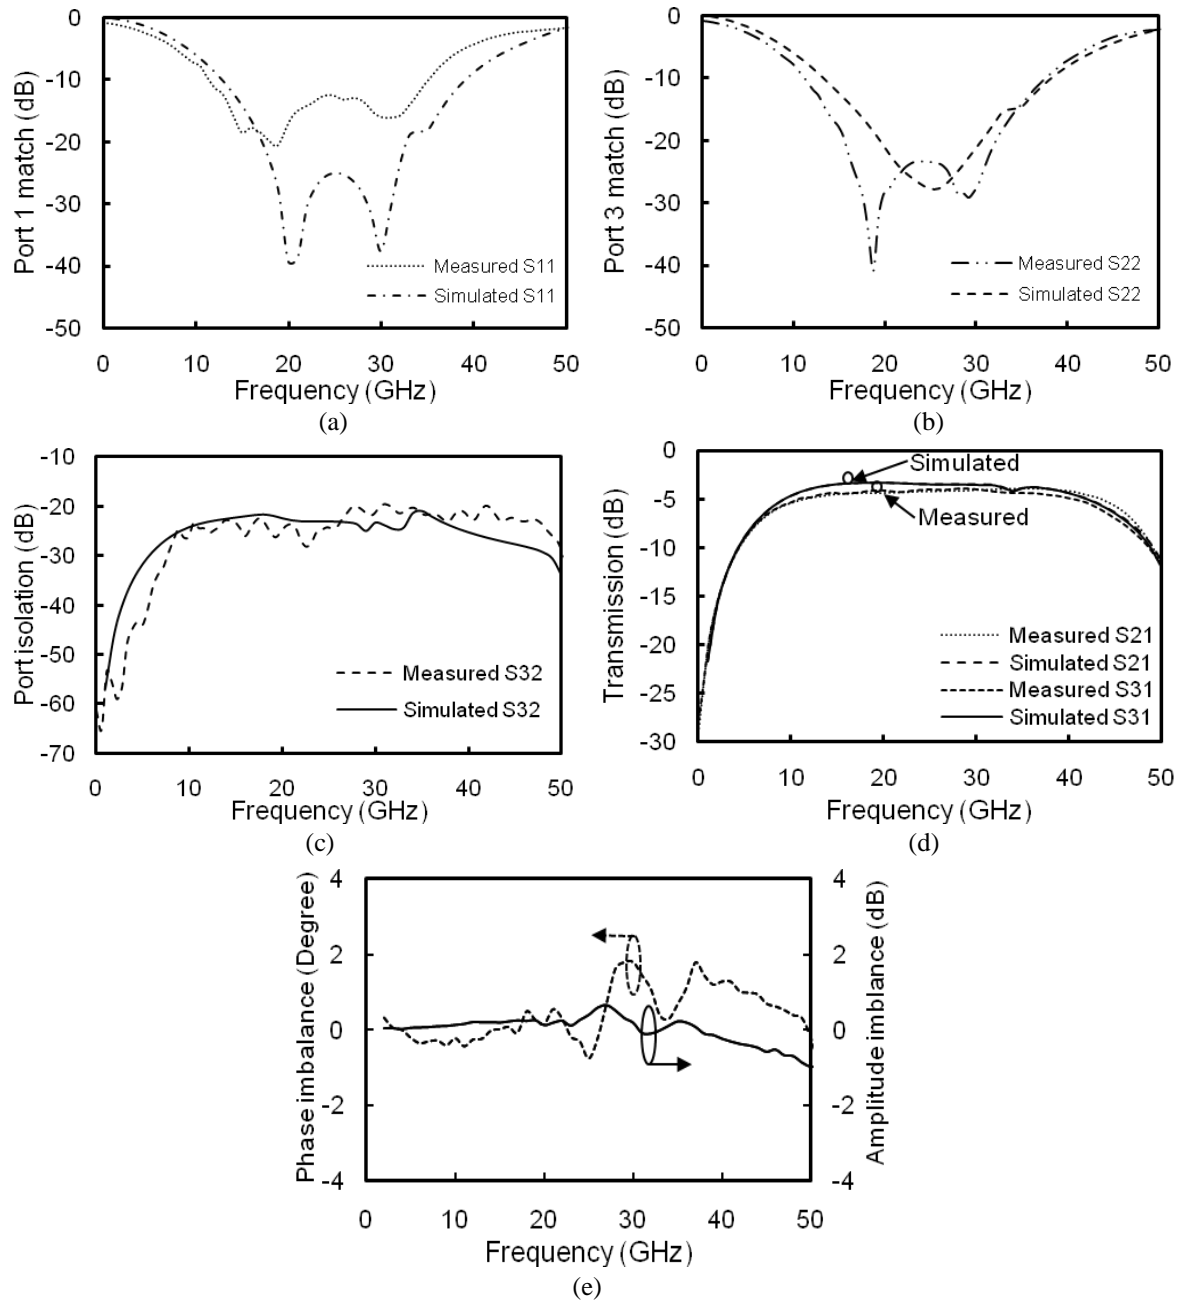 Port 1 match (dB)
0
-10
-20
-30
-40
-50
Measured S11
Simulated S11
0 10 20 30 40 50
Frequency (GHz)
(a)
Port 3 match (dB)
0
-10
-20
-30
-40
-50
Measured S22
Simulated S22
0 10 20 30 40 50
Frequency (GHz)
(b)
Port isolation (dB)
-10
-20
-30
-40
-50
-60
-70
Measured S32
Simulated S32
0 10 20 30 40 50
Frequency (GHz)
(c)
Transmission (dB)
0
-5
-10
-15
-20
-25
-30
Simulated
Measured
Measured S21
Simulated S21
Measured S31
Simulated S31
0 10 20 30 40 50
Frequency (GHz)
(d)
Phase imbalance (Degree)
4
2
0
-2
-4
4
2
0
-2
-4
Amplitude imblance (dB)
0 10 20 30 40 50
Frequency (GHz)
(e)